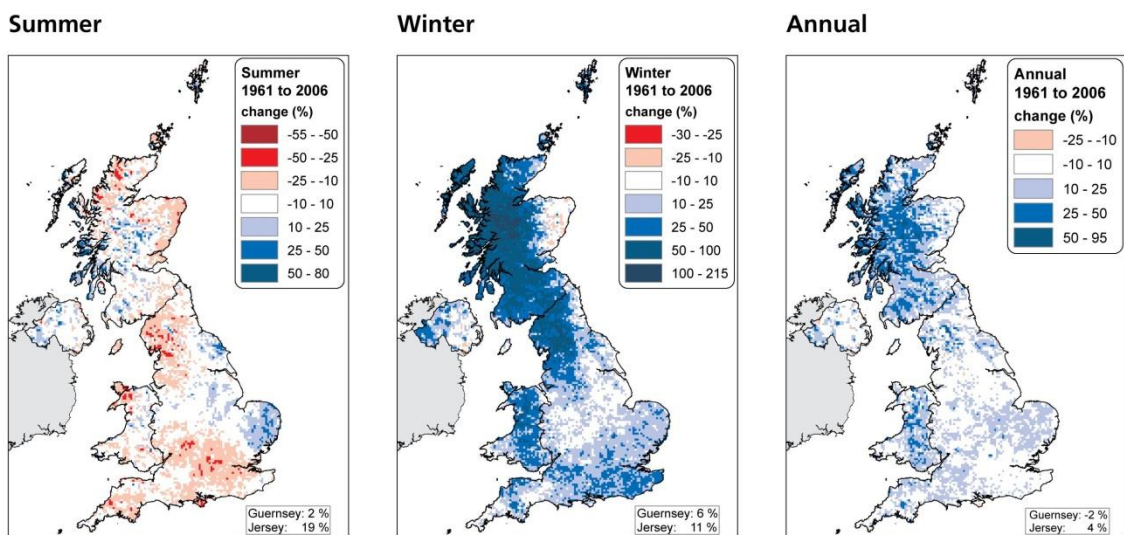 Summer
Summer
1961 to 2006
change (%)
-55 - -50
-50 - -25
-25 - -10
-10 - 10
10 - 25
25 - 50
50 - 80
Guernsey: 2 %
Jersey: 19 %
Winter
Winter
1961 to 2006
change (%)
-30 - -25
-25 - -10
-10 - 10
10 - 25
25 - 50
50 - 100
100 - 215
Guernsey: 6 %
Jersey: 11 %
Annual
Annual
1961 to 2006
change (%)
-25 - -10
-10 - 10
10 - 25
25 - 50
50 - 95
Guernsey: -2 %
Jersey: 4 %